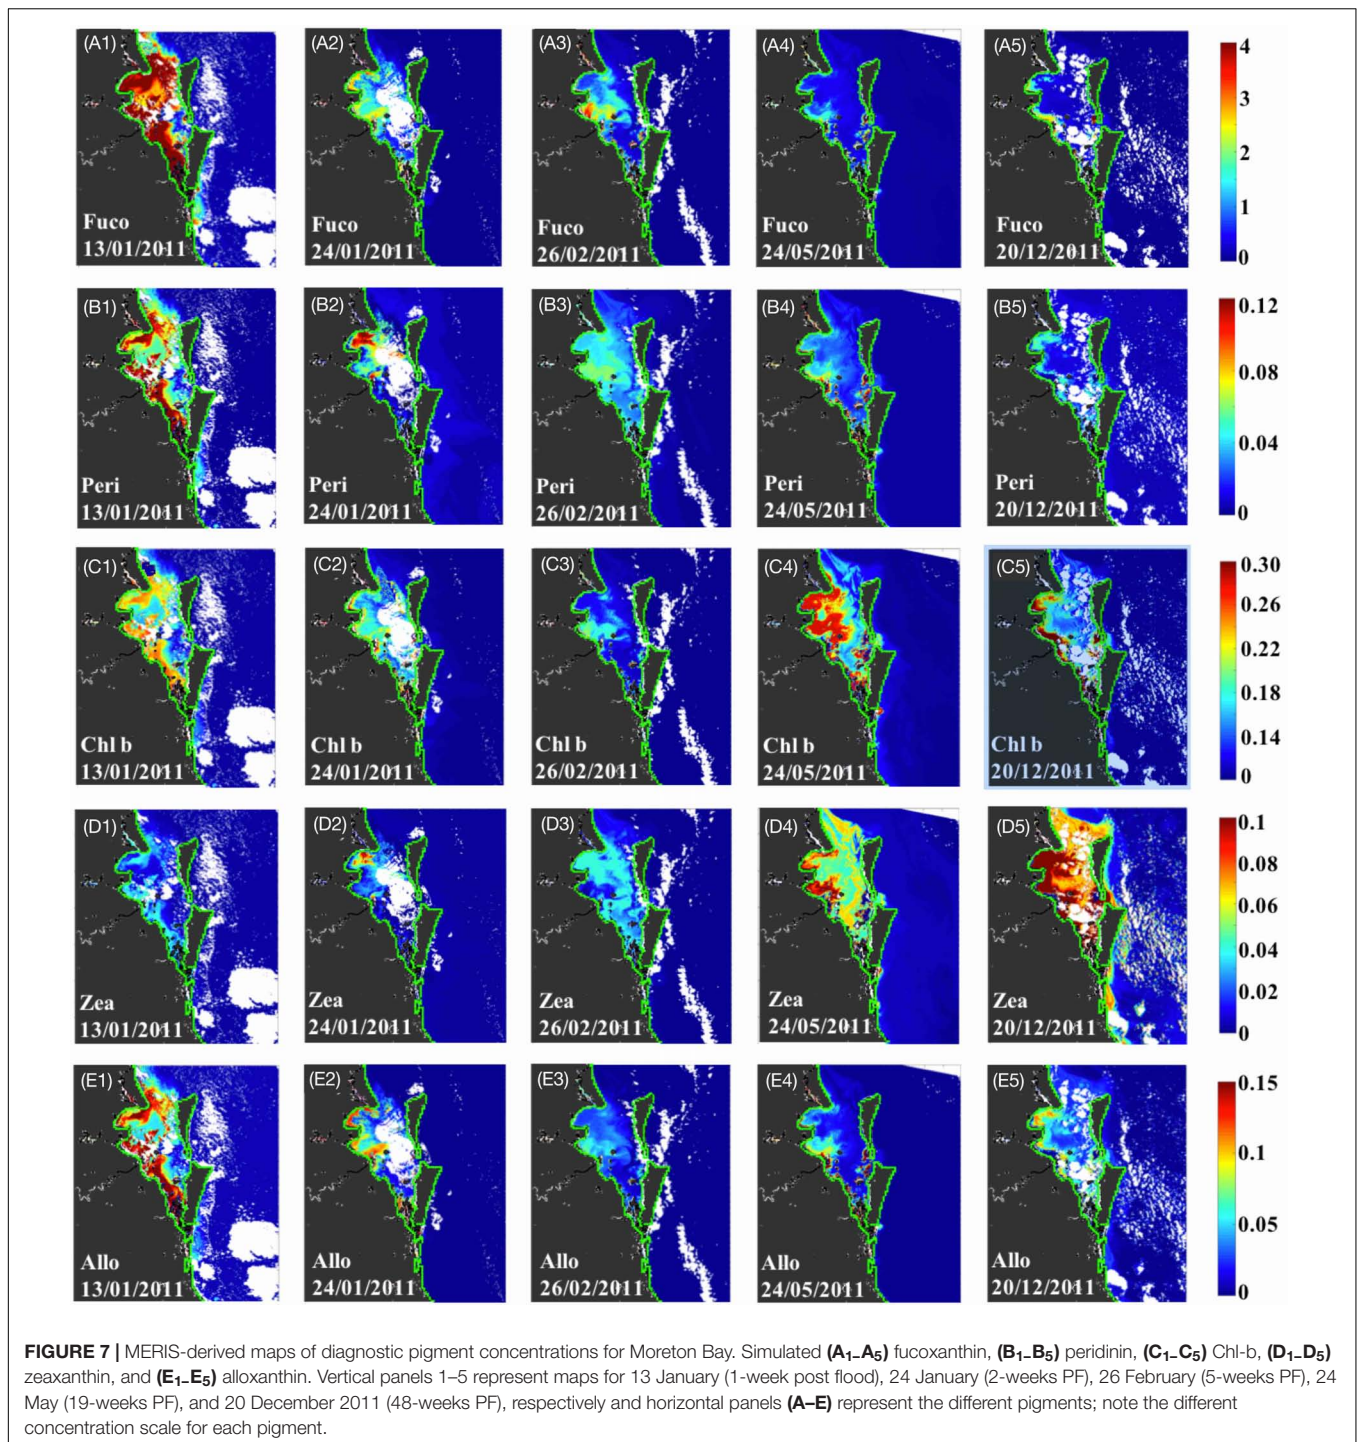 (A1) (A2) (A3) (A4) (A5)
Fuco Fuco Fuco Fuco Fuco
13/01/2011 24/01/2011 26/02/2011 24/05/2011 20/12/2011
4
3
2
1
0
(B1) (B2) (B3) (B4) (B5)
Peri Peri Peri Peri Peri
13/01/2011 24/01/2011 26/02/2011 24/05/2011 20/12/2011
0.12
0.08
0.04
0
(C1) (C2) (C3) (C4) (C5)
Chl b Chl b Chl b Chl b Chl b
13/01/2011 24/01/2011 26/02/2011 24/05/2011 20/12/2011
0.30
0.26
0.22
0.18
0.14
0
(D1) (D2) (D3) (D4) (D5)
Zea Zea Zea Zea Zea
13/01/2011 24/01/2011 26/02/2011 24/05/2011 20/12/2011
0.1
0.08
0.06
0.04
0.02
0
(E1) (E2) (E3) (E4) (E5)
Allo Allo Allo Allo Allo
13/01/2011 24/01/2011 26/02/2011 24/05/2011 20/12/2011
0.15
0.1
0.05
0
FIGURE 7 | MERIS-derived maps of diagnostic pigment concentrations for Moreton Bay. Simulated (A1–A5) fucoxanthin, (B1–B5) peridinin, (C1–C5) Chl-b, (D1–D5)
zeaxanthin, and (E1–E5) alloxanthin. Vertical panels 1–5 represent maps for 13 January (1-week post flood), 24 January (2-weeks PF), 26 February (5-weeks PF), 24
May (19-weeks PF), and 20 December 2011 (48-weeks PF), respectively and horizontal panels (A–E) represent the different pigments; note the different
concentration scale for each pigment.